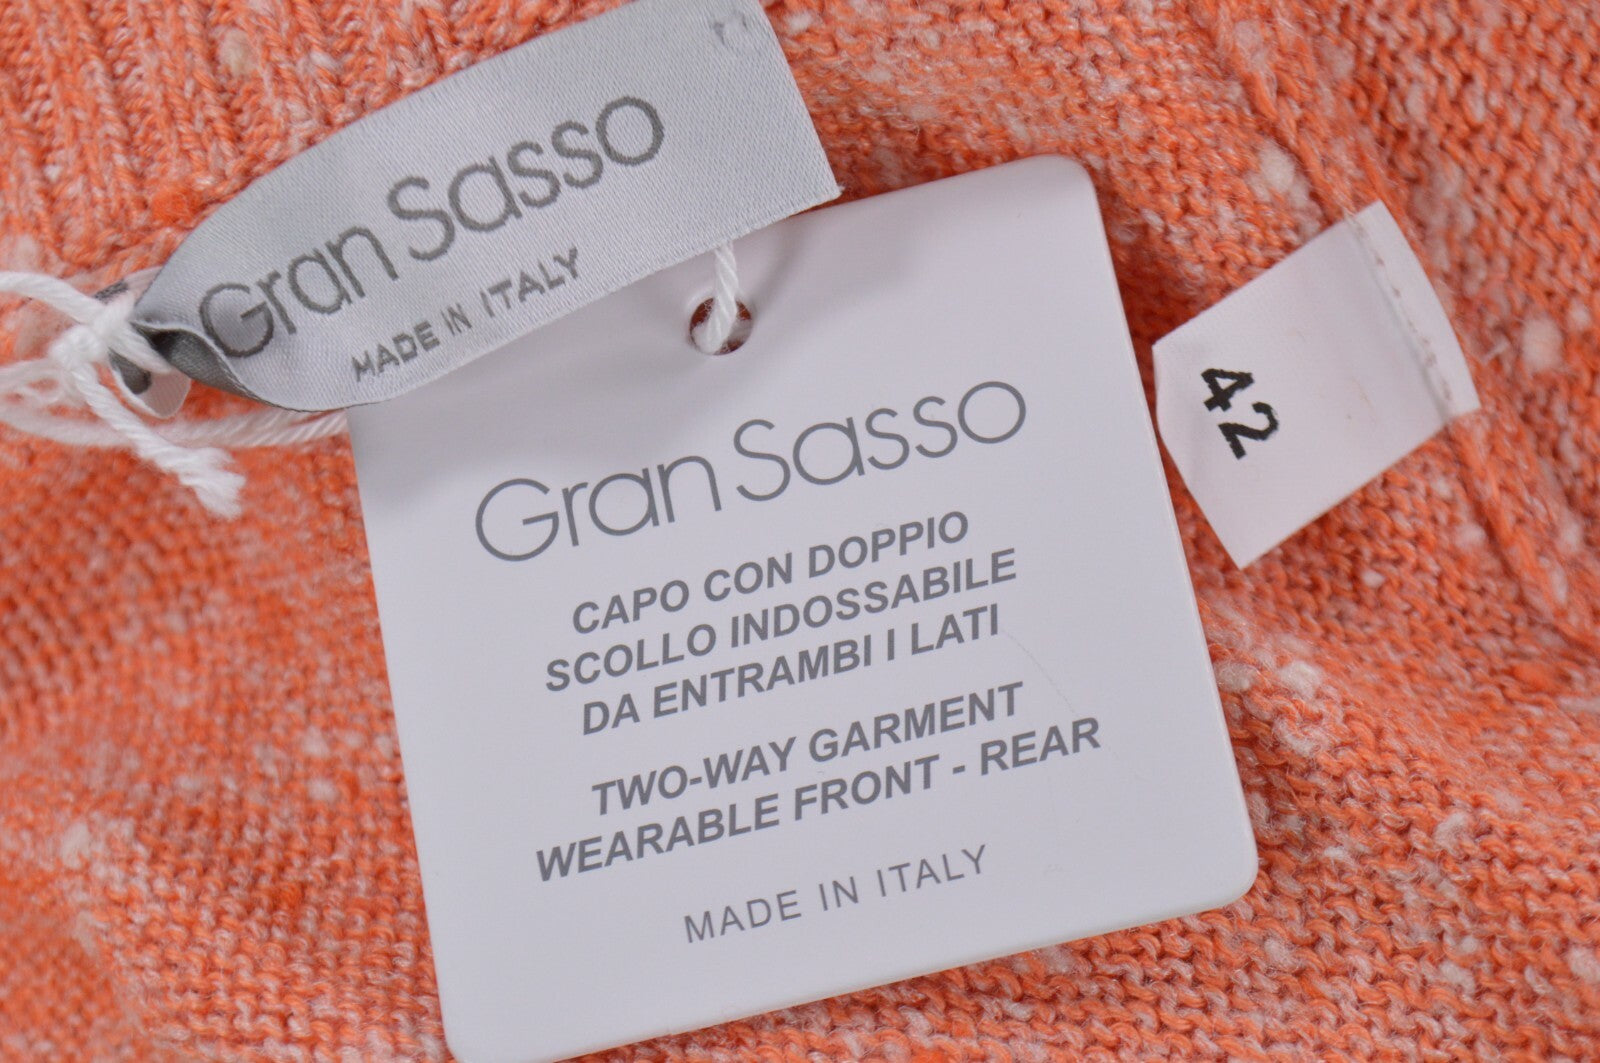 Gran Sasso
MADE IN ITALY
Gran Sasso
CAPO CON DOPPIO
SCOLLO INDOSSABILE
DA ENTRAMBI I LATI
TWO-WAY GARMENT
WEARABLE FRONT - REAR
MADE IN ITALY
42